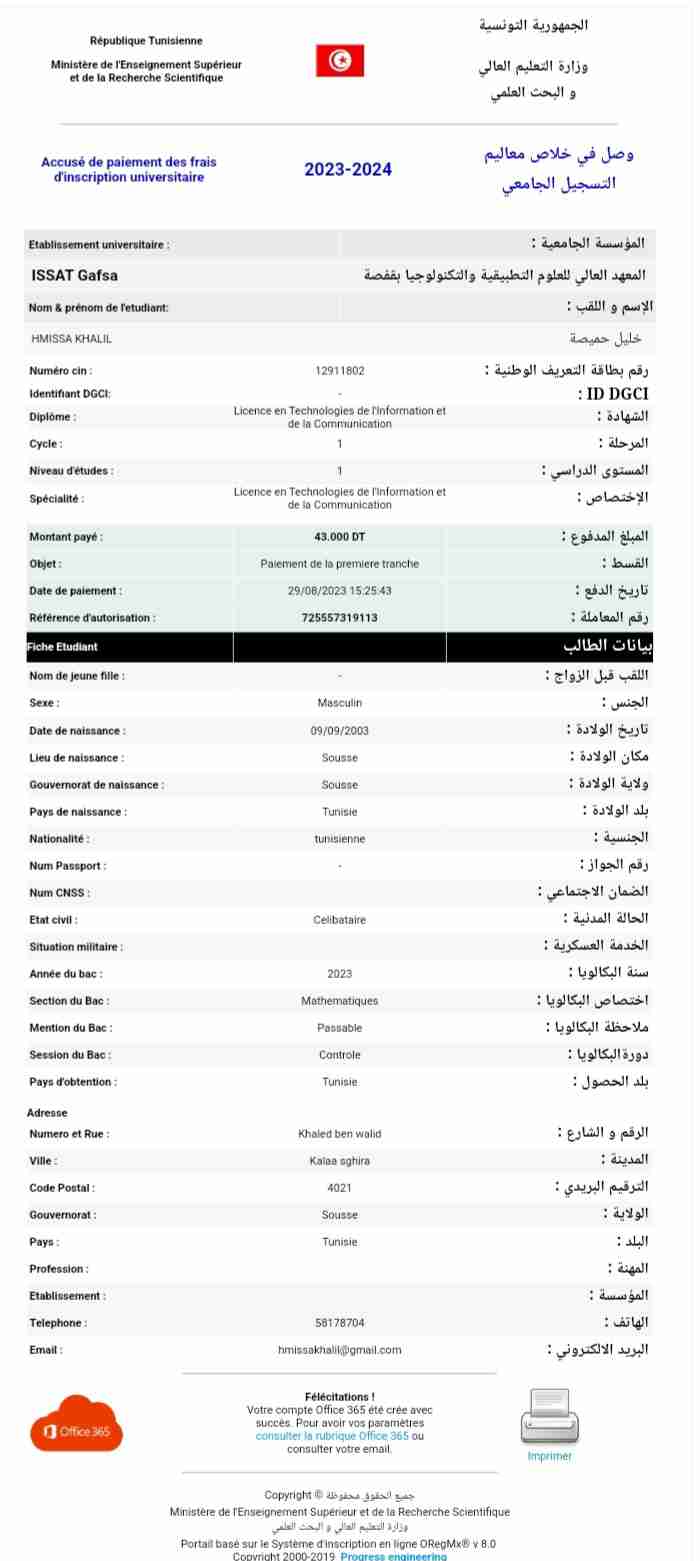 République Tunisienne
Ministère de l'Enseignement Supérieur
et de la Recherche Scientifique
الجمهورية التونسية
وزارة التعليم العالي
و البحث العلمي
Accusé de paiement des frais
d'inscription universitaire
2023-2024
وصل في خلاص معاليم
التسجيل الجامعي
Etablissement universitaire : المؤسسة الجامعية :
ISSAT Gafsa المعهد العالي للعلوم التطبيقية والتكنولوجيا بقفصة
Nom & prénom de l'etudiant: الإسم و اللقب :
HMISSA KHALIL خليل حميصة
Numéro cin : 12911802 رقم بطاقة التعريف الوطنية :
Identifiant DGCI: - ID DGCI :
Diplôme : Licence en Technologies de l'Information et de la Communication الشهادة :
Cycle : 1 المرحلة :
Niveau d'études : 1 المستوى الدراسي :
Spécialité : Licence en Technologies de l'Information et de la Communication الإختصاص :
Montant payé : 43.000 DT المبلغ المدفوع :
Objet : Paiement de la premiere tranche القسط :
Date de paiement : 29/08/2023 15:25:43 تاريخ الدفع :
Référence d'autorisation : 725557319113 رقم المعاملة :
Fiche Etudiant بيانات الطالب
Nom de jeune fille : - اللقب قبل الزواج :
Sexe : Masculin الجنس :
Date de naissance : 09/09/2003 تاريخ الولادة :
Lieu de naissance : Sousse مكان الولادة :
Gouvernorat de naissance : Sousse ولاية الولادة :
Pays de naissance : Tunisie بلد الولادة :
Nationalité : tunisienne الجنسية :
Num Passport : - رقم الجواز :
Num CNSS : الضمان الاجتماعي :
Etat civil : Celibataire الحالة المدنية :
Situation militaire : الخدمة العسكرية :
Année du bac : 2023 سنة البكالويا :
Section du Bac : Mathematiques اختصاص البكالويا :
Mention du Bac : Passable ملاحظة البكالويا :
Session du Bac : Controle دورةالبكالويا :
Pays d'obtention : Tunisie بلد الحصول :
Adresse
Numero et Rue : Khaled ben walid الرقم و الشارع :
Ville : Kalaa sghira المدينة :
Code Postal : 4021 الترقيم البريدي :
Gouvernorat : Sousse الولاية :
Pays : Tunisie البلد :
Profession : المهنة :
Etablissement : المؤسسة :
Telephone : 58178704 الهاتف :
Email : hmissakhalil@gmail.com البريد الالكتروني :
Office 365
Félécitations !
Votre compte Office 365 été crée avec
succès. Pour avoir vos paramètres
consulter la rubrique Office 365 ou
consulter votre email.
Imprimer
Copyright © جميع الحقوق محفوظة
Ministère de l'Enseignement Supérieur et de la Recherche Scientifique
وزارة التعليم العالي و البحث العلمي
Portail basé sur le Système d'inscription en ligne ORegMx® v 8.0
Copyright 2000-2019 Progress engineering